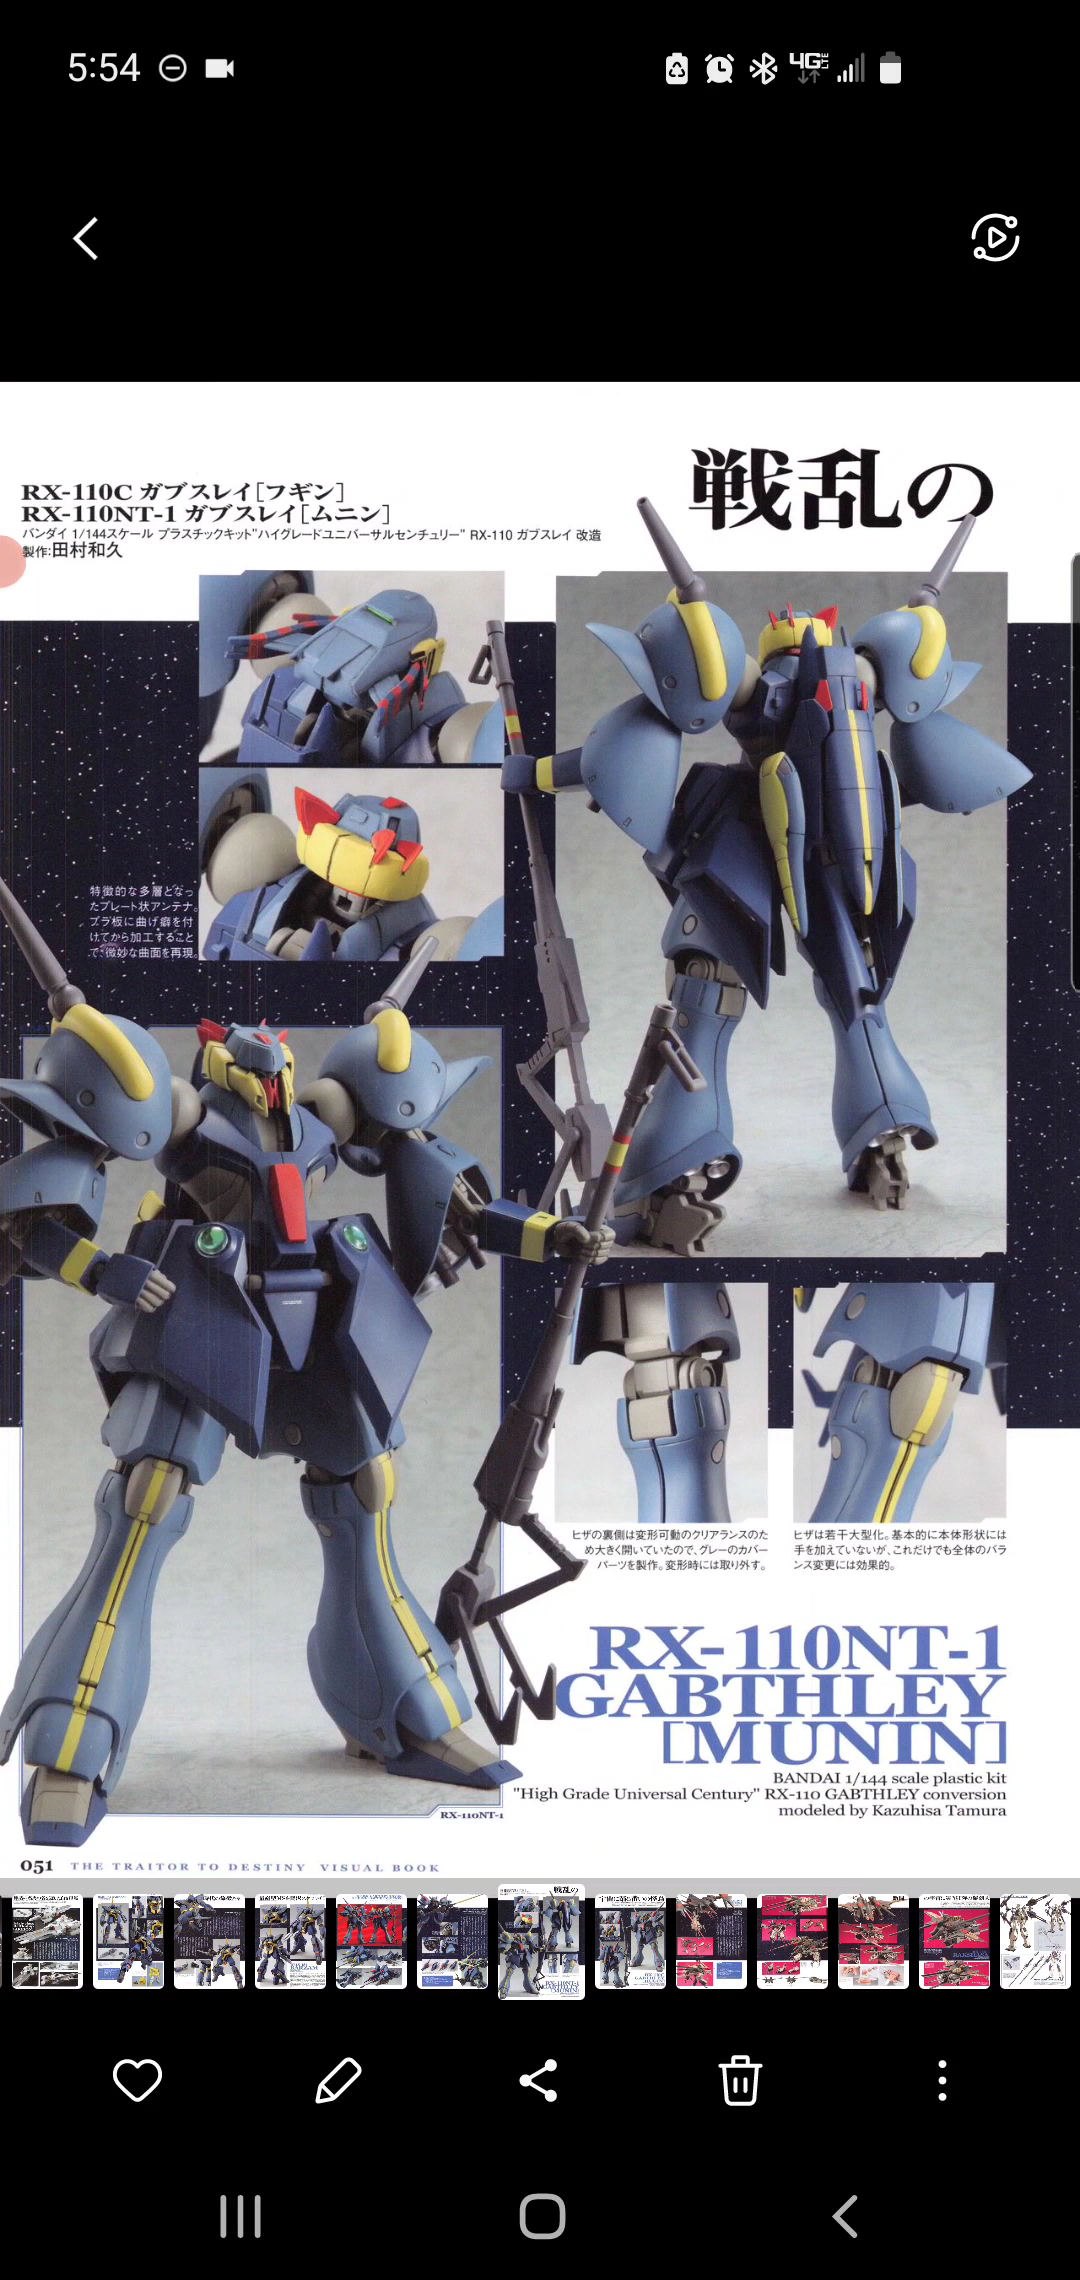 5:54
4G LTE
戦乱の
RX-110C ガブスレイ［フギン］
RX-110NT-1 ガブスレイ［ムニン］
バンダイ 1/144スケール プラスチックキット"ハイグレードユニバーサルセンチュリー" RX-110 ガブスレイ 改造
製作:田村和久
特徴的な多層となっ
たプレート状アンテナ。
プラ板に曲げ癖を付
けてから加工すること
で、微妙な曲面を再現。
ヒザの裏側は変形可動のクリアランスのた
め大きく開いていたので、グレーのカバー
パーツを製作。変形時には取り外す。
ヒザは若干大型化。基本的に本体形状には
手を加えていないが、これだけでも全体のバラ
ンス変更には効果的。
RX-110NT-1
GABTHLEY
[MUNIN]
BANDAI 1/144 scale plastic kit
"High Grade Universal Century" RX-110 GABTHLEY conversion
modeled by Kazuhisa Tamura
RX-110NT-1
051 THE TRAITOR TO DESTINY VISUAL BOOK